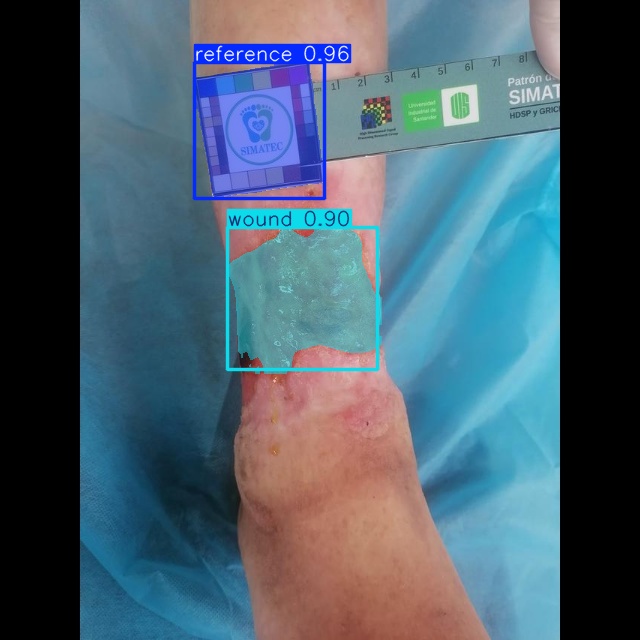 reference 0.96
SIMATEC
cm 1 2 3 4 5 6 7 8
Universidad
Industrial de
Santander
UIS
Patrón d
SIMAT
HDSP y GRIC
wound 0.90